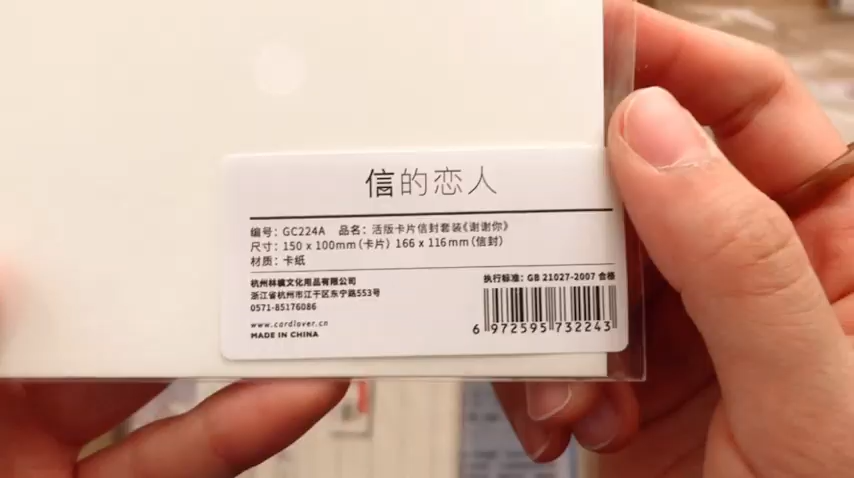 信的恋人
编号：GC224A 品名：活版卡片信封套装《谢谢你》
尺寸：150 x 100mm（卡片） 166 x 116mm（信封）
材质：卡纸
杭州林镇文化用品有限公司
浙江省杭州市江干区东宁路553号
0571-85176086
www.cardlover.cn
MADE IN CHINA
执行标准：GB 21027-2007 合格
6 972595 732243